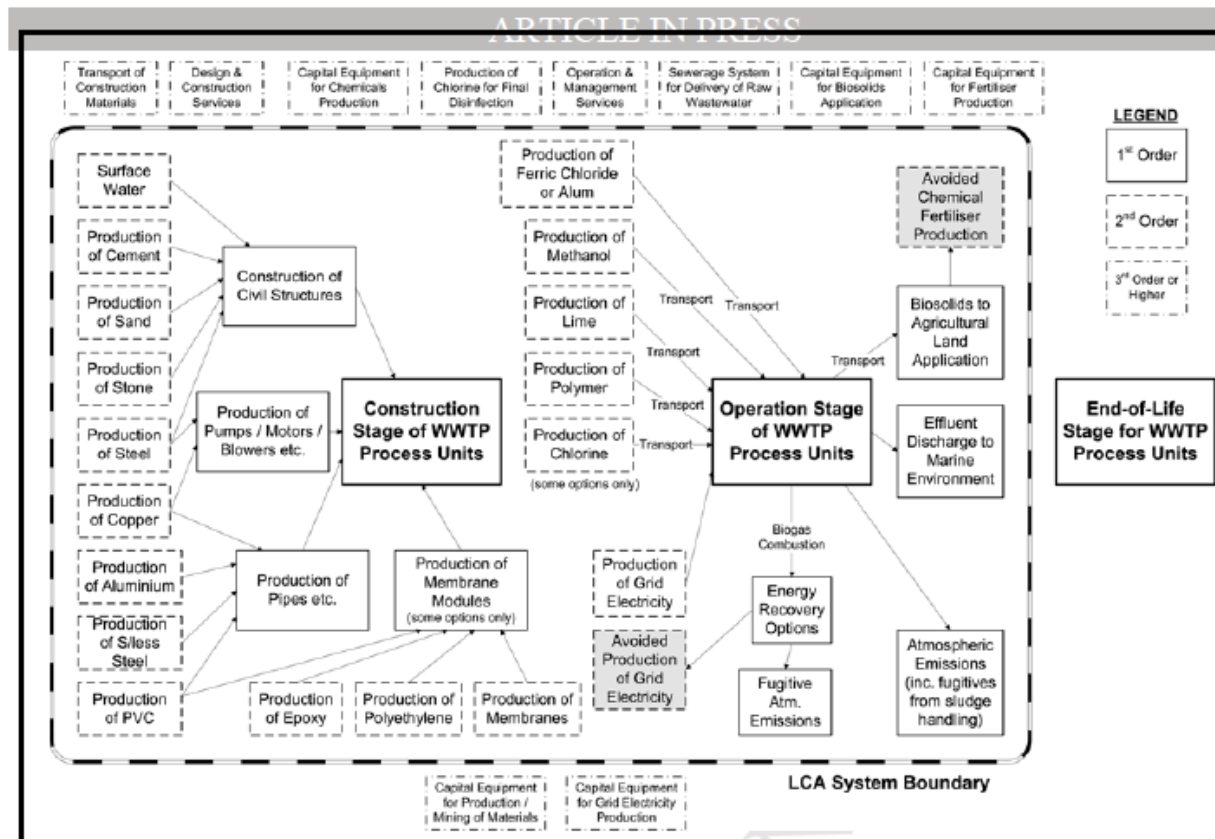 ARTICLE IN PRESS
Transport of
Construction
Materials
Design &
Construction
Services
Capital Equipment
for Chemicals
Production
Production of
Chlorine for Final
Disinfection
Operation &
Management
Services
Sewerage System
for Delivery of Raw
Wastewater
Capital Equipment
for Biosolids
Application
Capital Equipment
for Fertiliser
Production
LEGEND
1st Order
2nd Order
3rd Order or
Higher
Surface
Water
Production
of Cement
Production
of Sand
Production
of Stone
Production
of Steel
Production
of Copper
Production
of Aluminium
Production
of S/less
Steel
Production
of PVC
Construction of
Civil Structures
Production of
Pumps / Motors /
Blowers etc.
Production of
Pipes etc.
Construction
Stage of WWTP
Process Units
Production of
Membrane
Modules
(some options only)
Production
of Epoxy
Production of
Polyethylene
Production of
Membranes
Production of
Ferric Chloride
or Alum
Production of
Methanol
Production of
Lime
Production of
Polymer
Production of
Chlorine
(some options only)
Transport
Transport
Transport
Transport
Transport
Production
of Grid
Electricity
Avoided
Production
of Grid
Electricity
Operation Stage
of WWTP
Process Units
Biogas
Combustion
Energy
Recovery
Options
Fugitive
Atm.
Emissions
Transport
Avoided
Chemical
Fertiliser
Production
Biosolids to
Agricultural
Land
Application
Effluent
Discharge to
Marine
Environment
Atmospheric
Emissions
(inc. fugitives
from sludge
handling)
End-of-Life
Stage for WWTP
Process Units
LCA System Boundary
Capital Equipment
for Production /
Mining of Materials
Capital Equipment
for Grid Electricity
Production